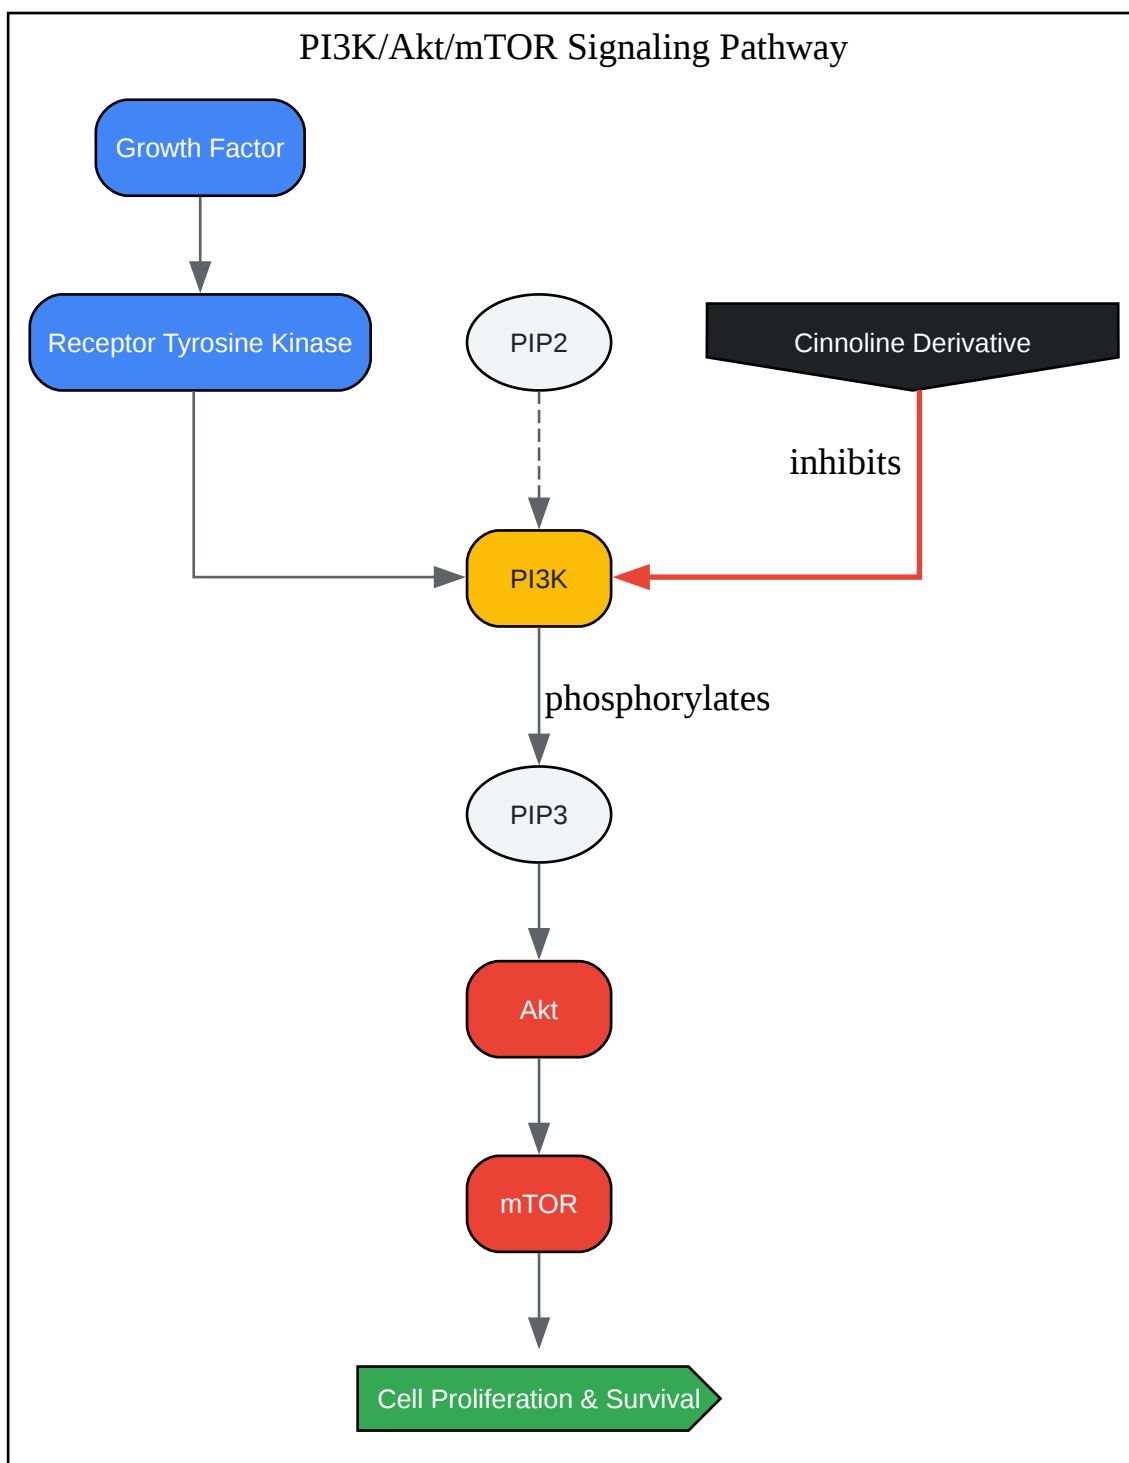 PI3K/Akt/mTOR Signaling Pathway
Growth Factor
Receptor Tyrosine Kinase
PIP2
Cinnoline Derivative
inhibits
PI3K
phosphorylates
PIP3
Akt
mTOR
Cell Proliferation & Survival